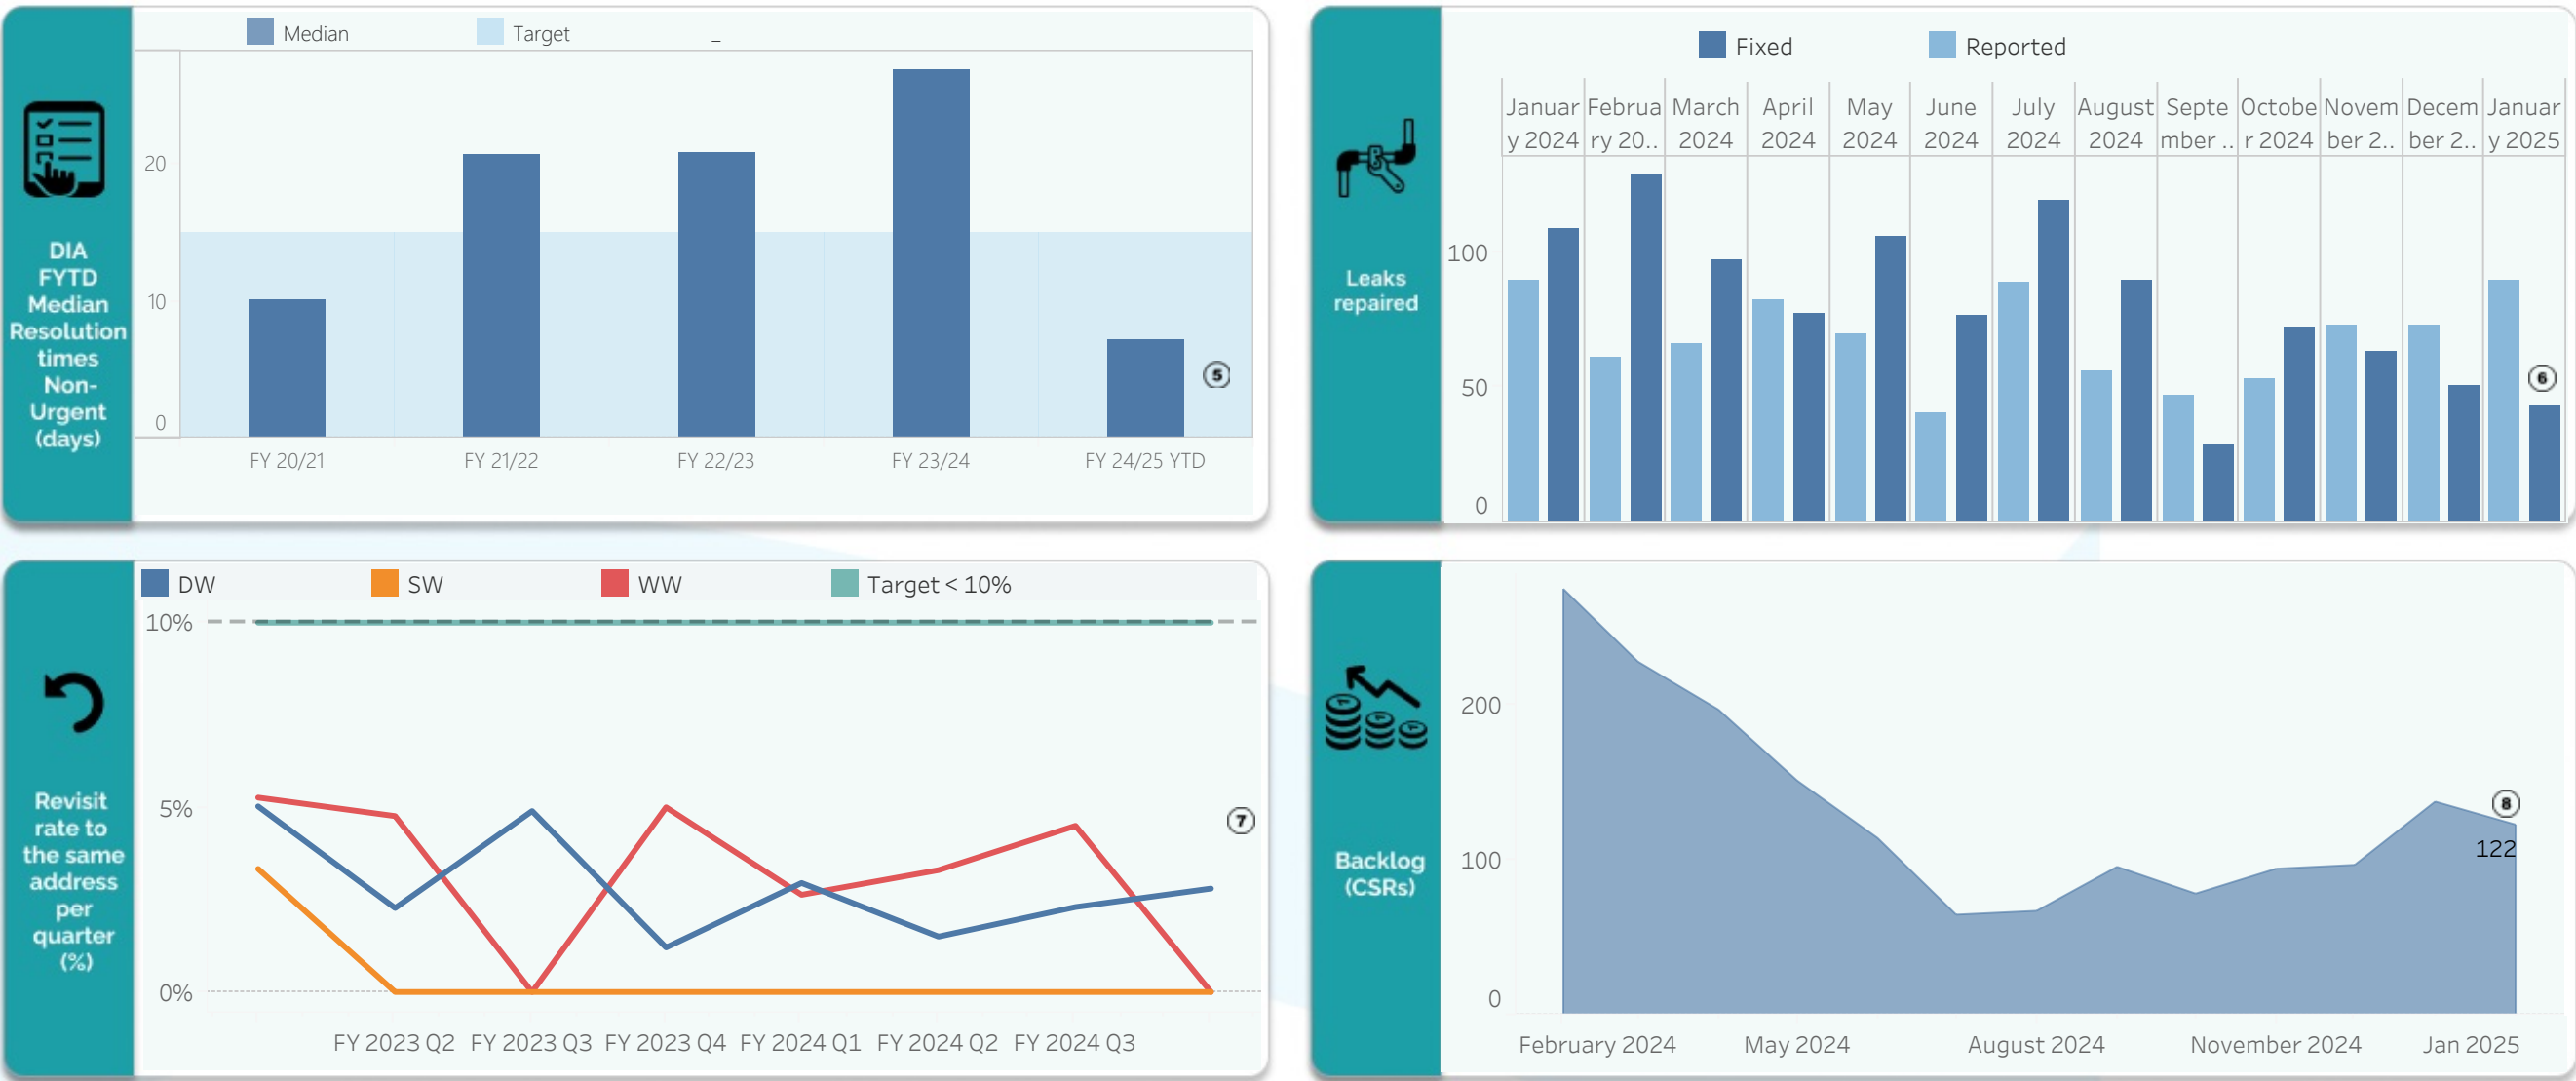 Median
Target
_
DIA
FYTD
Median
Resolution
times
Non-
Urgent
(days)
20
10
0
5
FY 20/21
FY 21/22
FY 22/23
FY 23/24
FY 24/25 YTD
Fixed
Reported
Leaks
repaired
Januar
y 2024
Februa
ry 20..
March
2024
April
2024
May
2024
June
2024
July
2024
August
2024
Septe
mber ..
Octobe
r 2024
Novem
ber 2..
Decem
ber 2..
Januar
y 2025
100
50
0
6
DW
SW
WW
Target < 10%
Revisit
rate to
the same
address
per
quarter
(%)
10%
5%
0%
7
FY 2023 Q2
FY 2023 Q3
FY 2023 Q4
FY 2024 Q1
FY 2024 Q2
FY 2024 Q3
Backlog
(CSRs)
200
100
0
8
122
February 2024
May 2024
August 2024
November 2024
Jan 2025